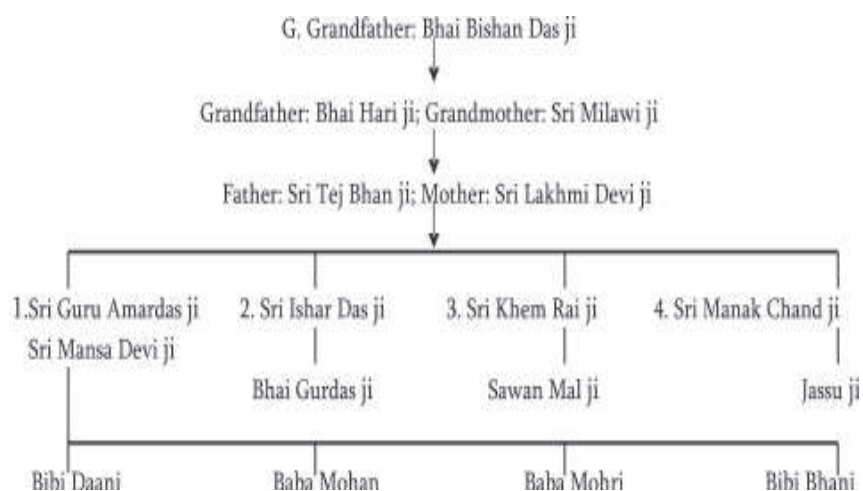 G. Grandfather: Bhai Bishan Das ji
Grandfather: Bhai Hari ji; Grandmother: Sri Milawi ji
Father: Sri Tej Bhan ji; Mother: Sri Lakhmi Devi ji
1.Sri Guru Amardas ji 2. Sri Ishar Das ji 3. Sri Khem Rai ji 4. Sri Manak Chand ji
Sri Mansa Devi ji
Bhai Gurdas ji Sawan Mal ji Jassu ji
Bibi Daani Baba Mohan Baba Mohri Bibi Bhani